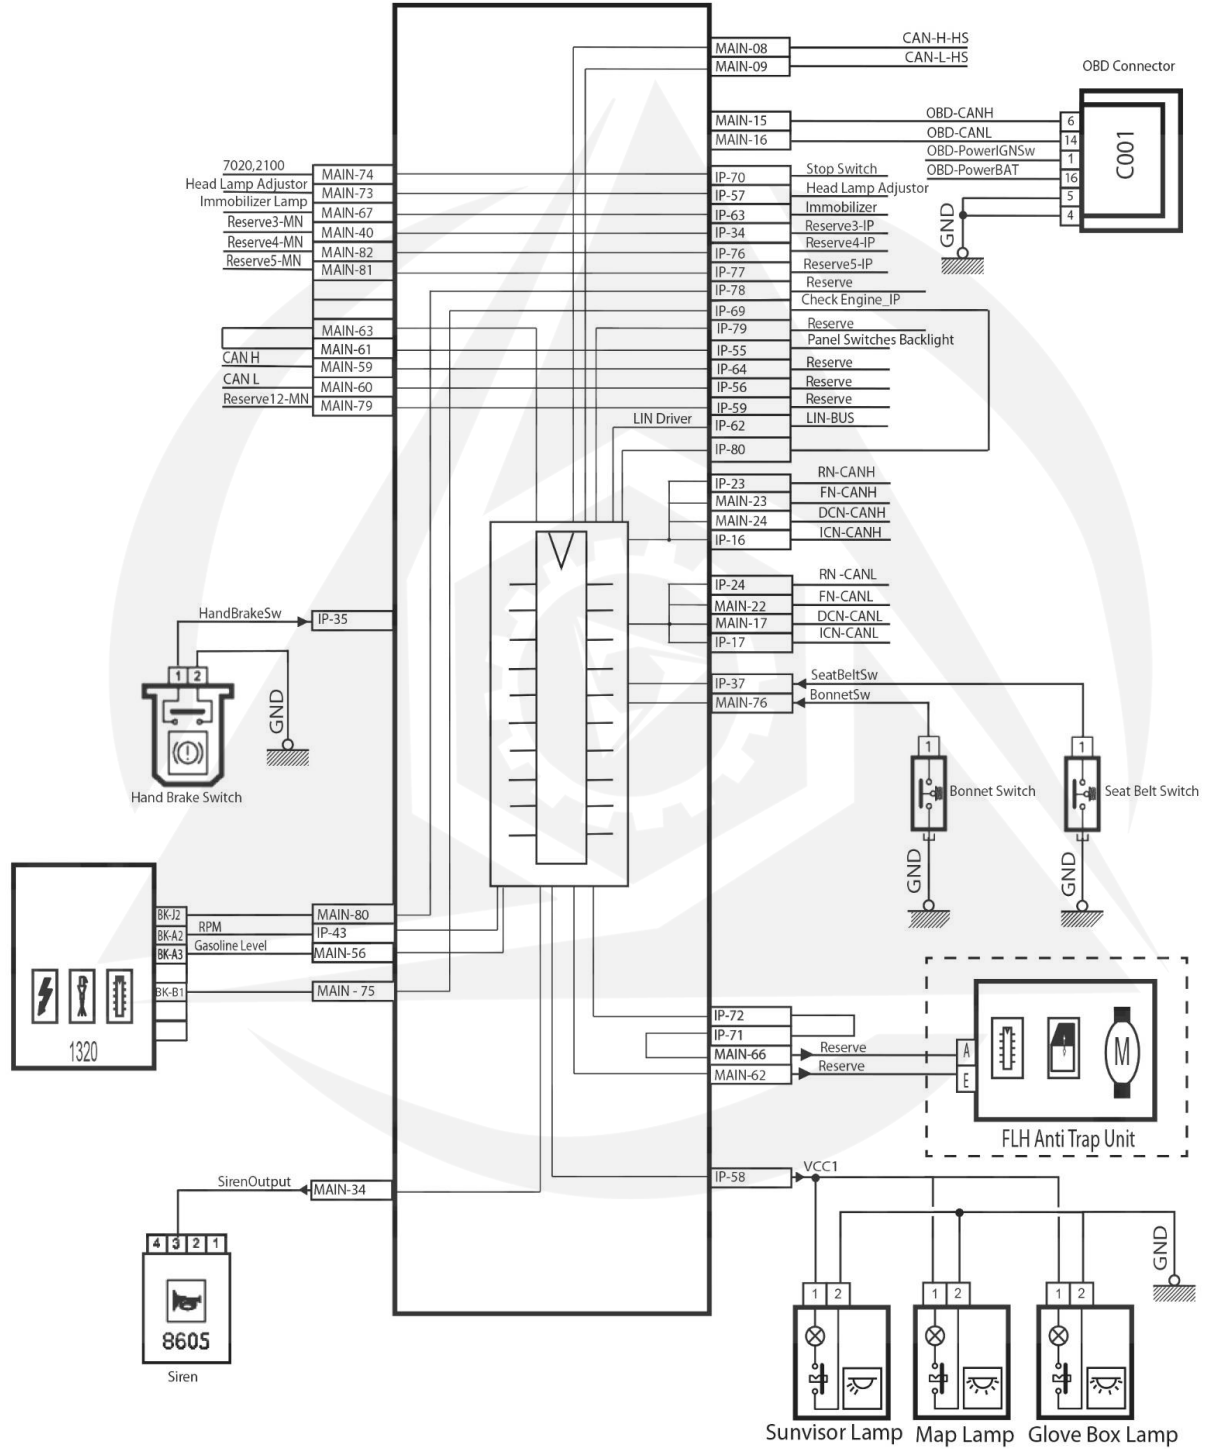 MAIN-08 CAN-H-HS
MAIN-09 CAN-L-HS
OBD Connector
MAIN-15 OBD-CANH 6
MAIN-16 OBD-CANL 14
OBD-PowerIGNSw 1
OBD-PowerBAT 16
5
4
C001
GND
7020,2100 MAIN-74
Head Lamp Adjustor MAIN-73
Immobilizer Lamp MAIN-67
Reserve3-MN MAIN-40
Reserve4-MN MAIN-82
Reserve5-MN MAIN-81
MAIN-63
MAIN-61
CAN H MAIN-59
CAN L MAIN-60
Reserve12-MN MAIN-79
IP-70 Stop Switch
IP-57 Head Lamp Adjustor
IP-63 Immobilizer
IP-34 Reserve3-IP
IP-76 Reserve4-IP
IP-77 Reserve5-IP
IP-78 Reserve
IP-69 Check Engine_IP
IP-79 Reserve
IP-55 Panel Switches Backlight
IP-64 Reserve
IP-56 Reserve
IP-59 Reserve
LIN Driver IP-62 LIN-BUS
IP-80
IP-23 RN-CANH
MAIN-23 FN-CANH
MAIN-24 DCN-CANH
IP-16 ICN-CANH
IP-24 RN -CANL
MAIN-22 FN-CANL
MAIN-17 DCN-CANL
IP-17 ICN-CANL
HandBrakeSw IP-35
1 2
GND
Hand Brake Switch
IP-37 SeatBeltSw
MAIN-76 BonnetSw
1
Bonnet Switch
GND
1
Seat Belt Switch
GND
BK-J2 MAIN-80
BK-A2 RPM IP-43
BK-A3 Gasoline Level MAIN-56
BK-B1 MAIN - 75
1320
IP-72
IP-71
MAIN-66 Reserve A
MAIN-62 Reserve E
M
FLH Anti Trap Unit
SirenOutput MAIN-34
4 3 2 1
8605
Siren
IP-58 VCC1
GND
1 2
1 2
1 2
Sunvisor Lamp
Map Lamp
Glove Box Lamp